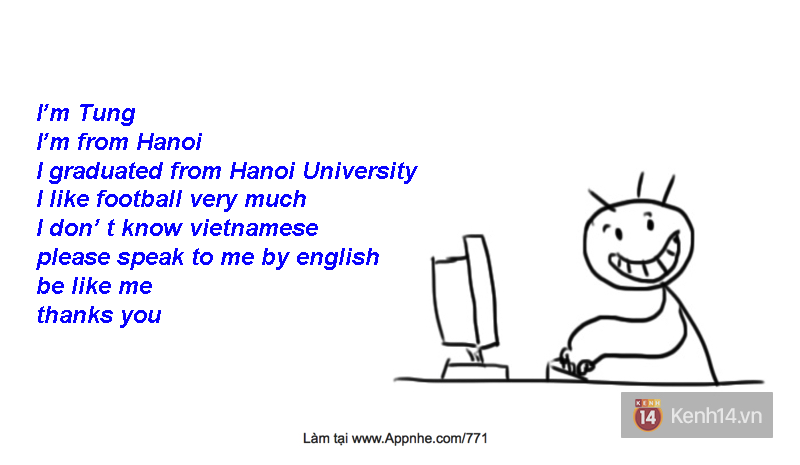 I'm Tung
I'm from Hanoi
I graduated from Hanoi University
I like football very much
I don' t know vietnamese
please speak to me by english
be like me
thanks you
KENH
14
Kenh14.vn
Làm tại www.Appnhe.com/771